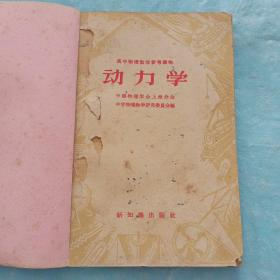 高中物理教学参考读物
动力学
中国物理学会上海分会
中学物理教学研究委员会编
新知识出版社